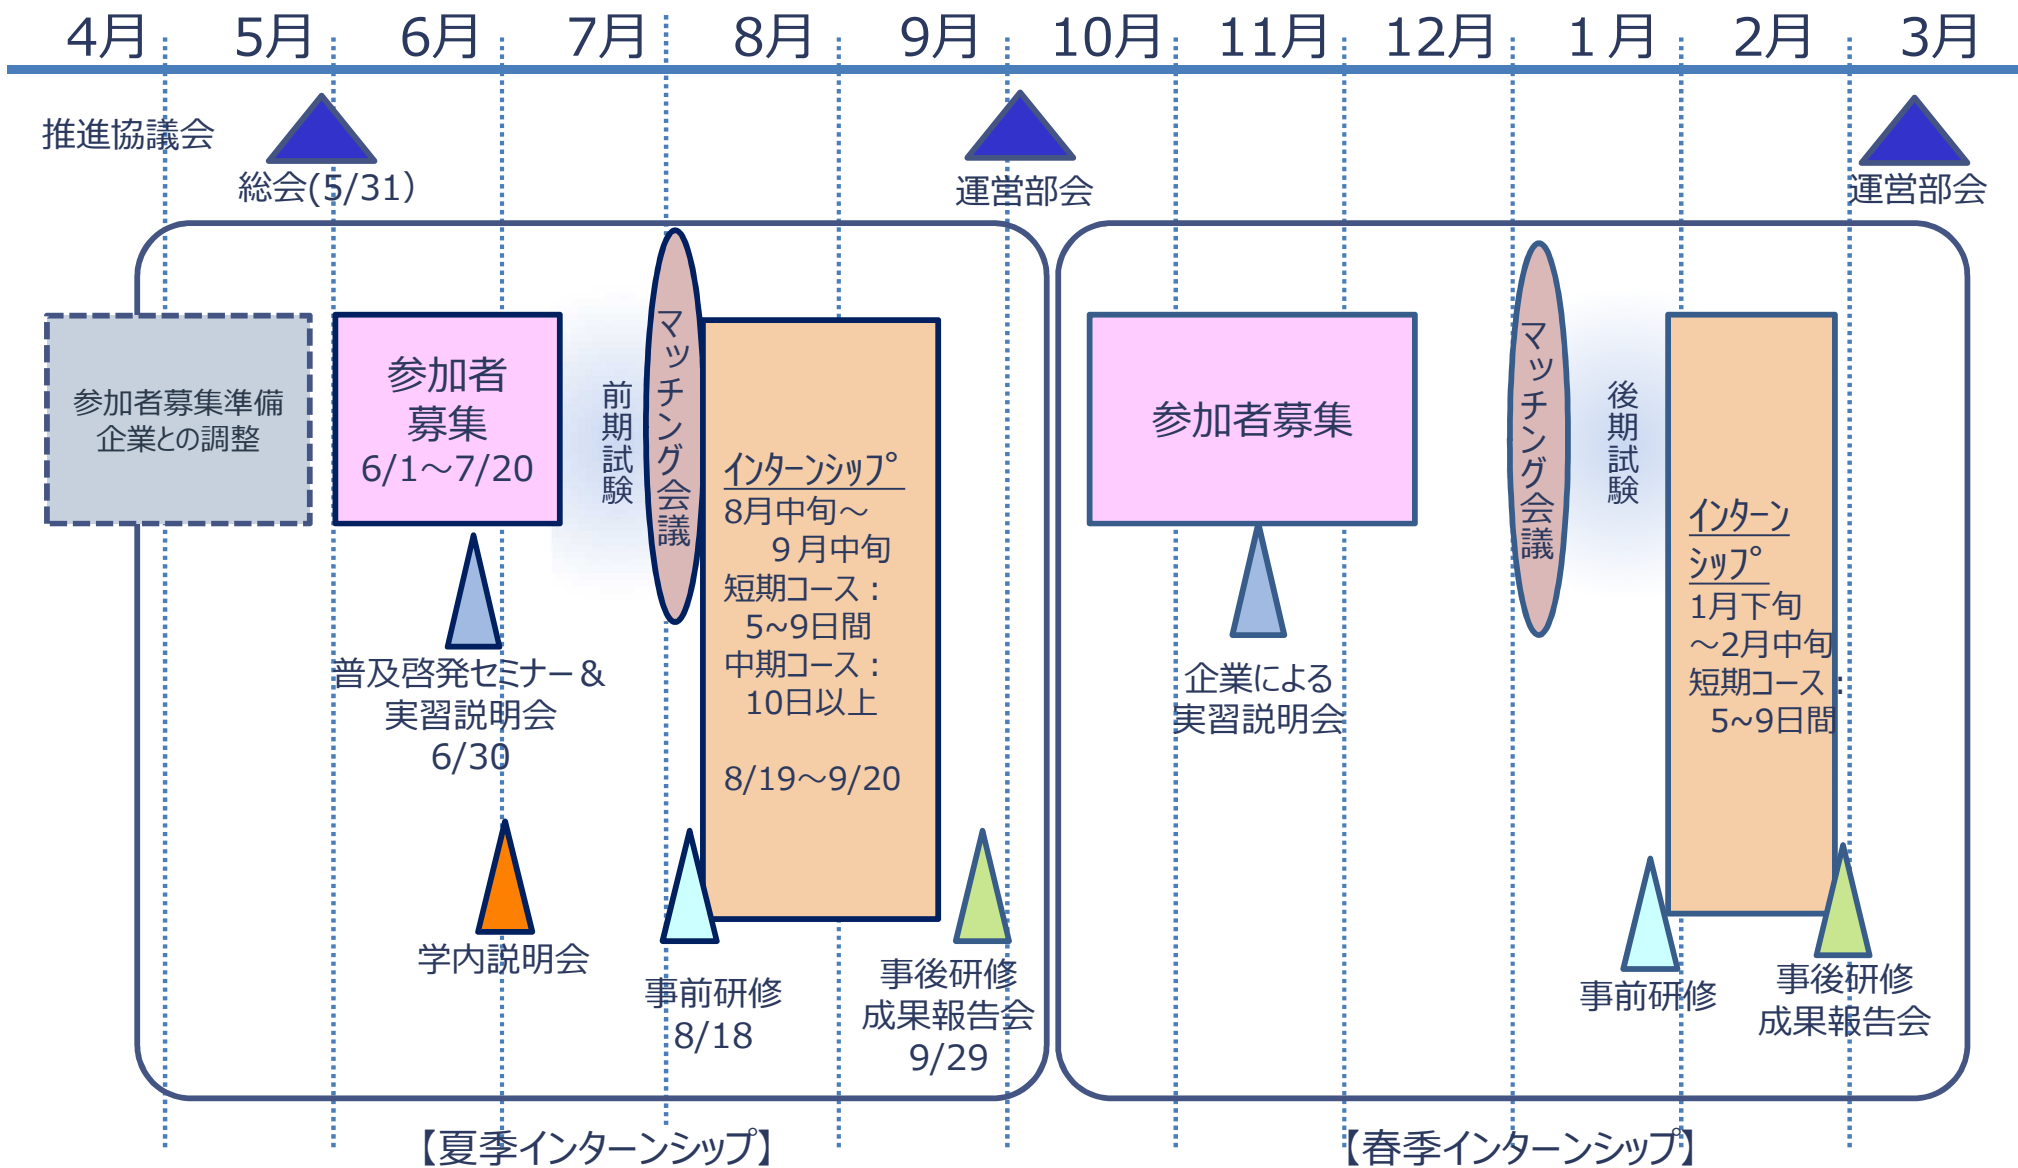 4月 5月 6月 7月 8月 9月 10月 11月 12月 1月 2月 3月
推進協議会
総会(5/31)
運営部会
運営部会
参加者募集準備
企業との調整
参加者
募集
6/1～7/20
前期試験
マッチング会議
インターンシップ
8月中旬～
9月中旬
短期コース：
5~9日間
中期コース：
10日以上
8/19～9/20
普及啓発セミナー＆
実習説明会
6/30
学内説明会
事前研修
8/18
事後研修
成果報告会
9/29
【夏季インターンシップ】
参加者募集
企業による
実習説明会
マッチング会議
後期試験
インターン
シップ
1月下旬
～2月中旬
短期コース：
5~9日間
事前研修
事後研修
成果報告会
【春季インターンシップ】